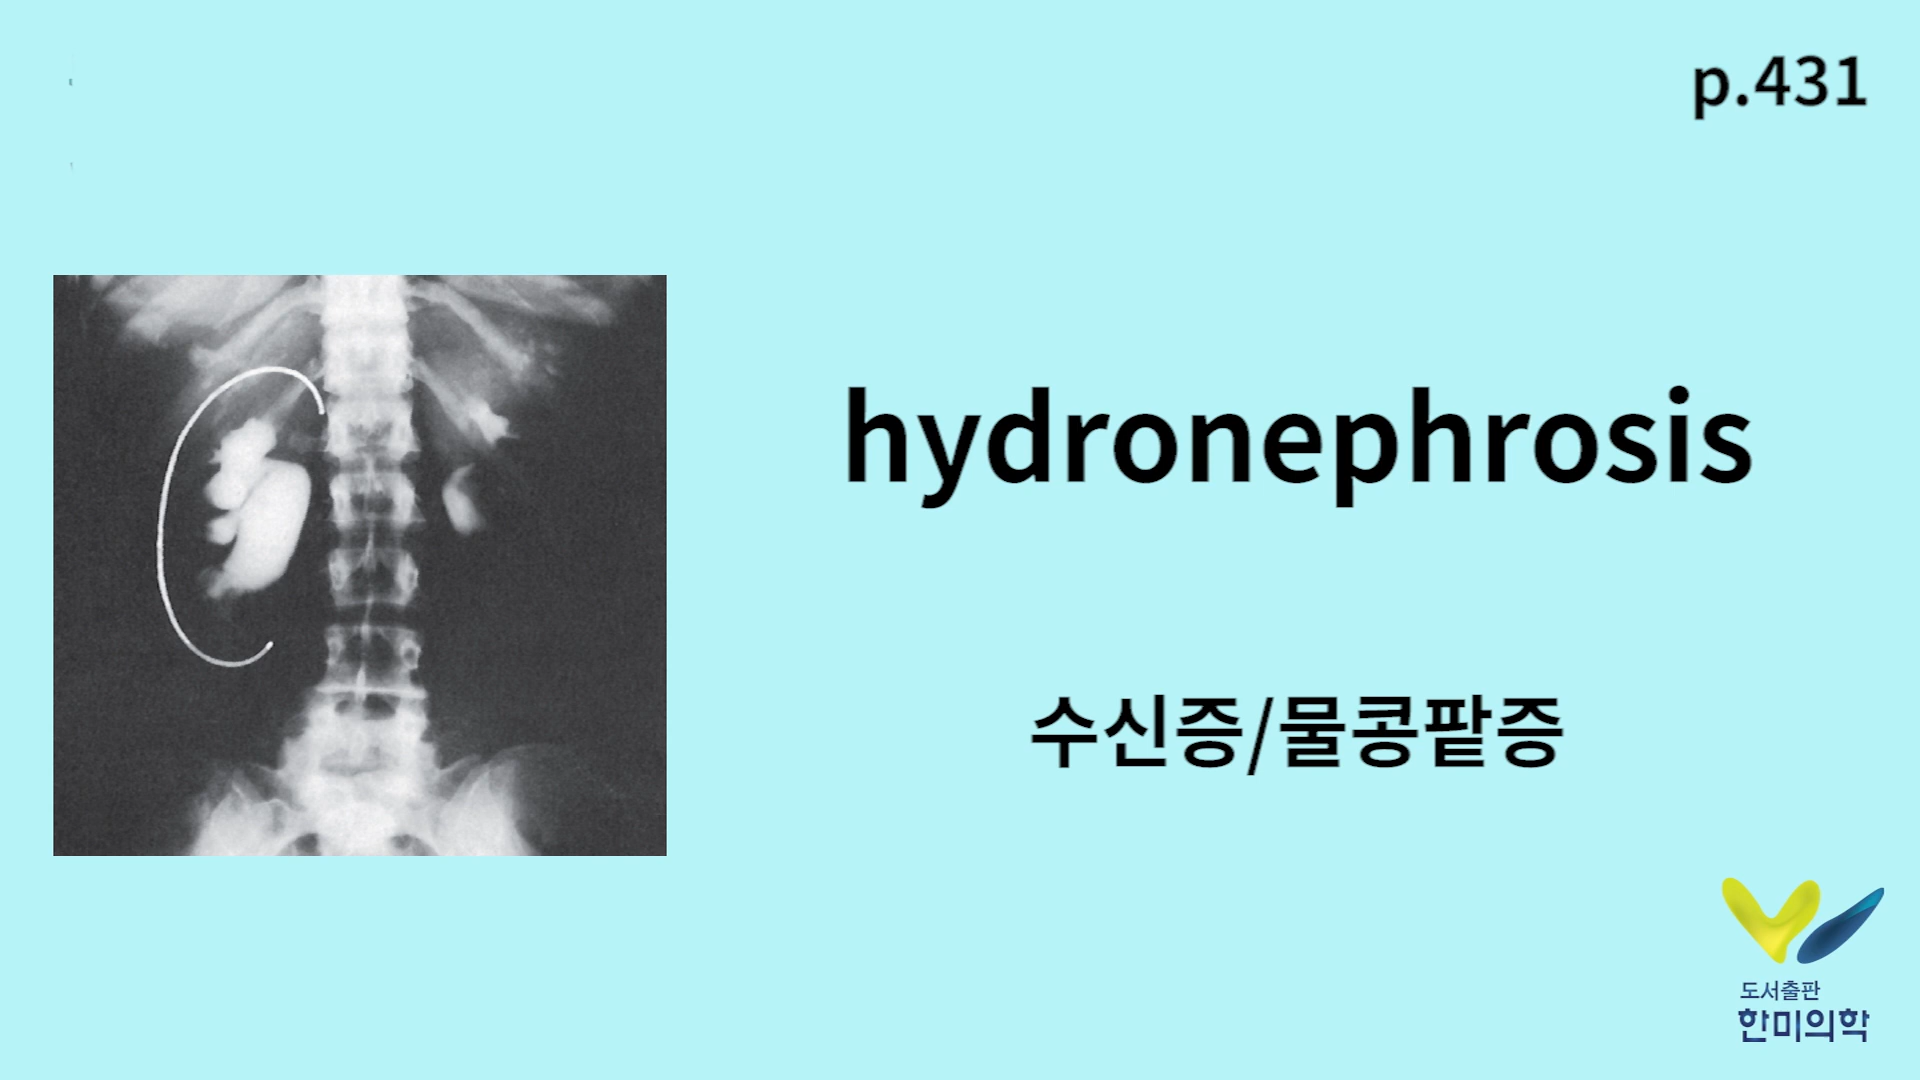 p.431
hydronephrosis
수신증/물콩팥증
도서출판
한미의학